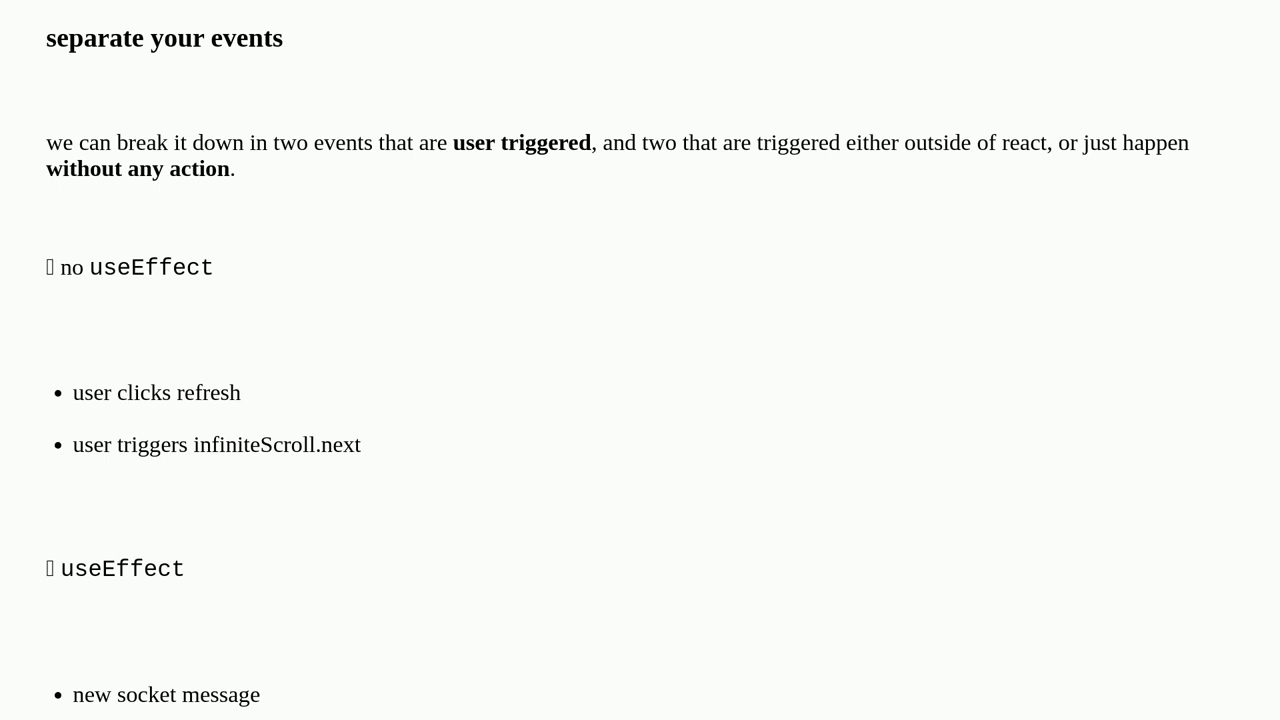 separate your events
we can break it down in two events that are user triggered, and two that are triggered either outside of react, or just happen
without any action.
no useEffect
• user clicks refresh
• user triggers infiniteScroll.next
useEffect
• new socket message